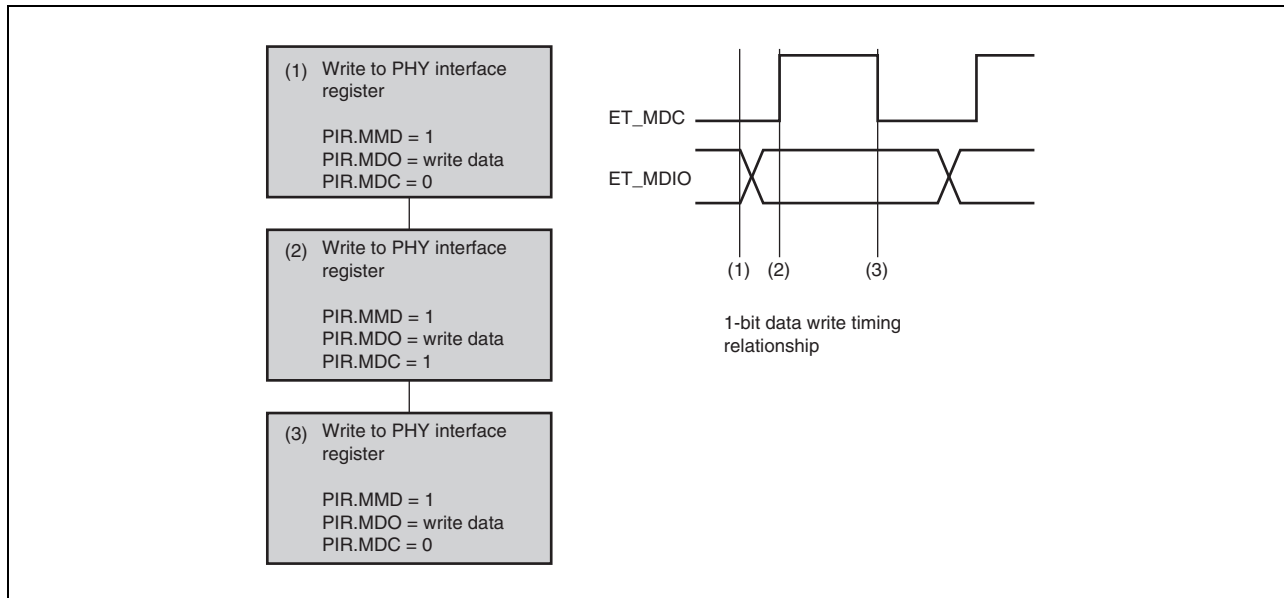 (1) Write to PHY interface
register
PIR.MMD = 1
PIR.MDO = write data
PIR.MDC = 0
(2) Write to PHY interface
register
PIR.MMD = 1
PIR.MDO = write data
PIR.MDC = 1
(3) Write to PHY interface
register
PIR.MMD = 1
PIR.MDO = write data
PIR.MDC = 0
ET_MDC
ET_MDIO
(1) (2) (3)
1-bit data write timing
relationship